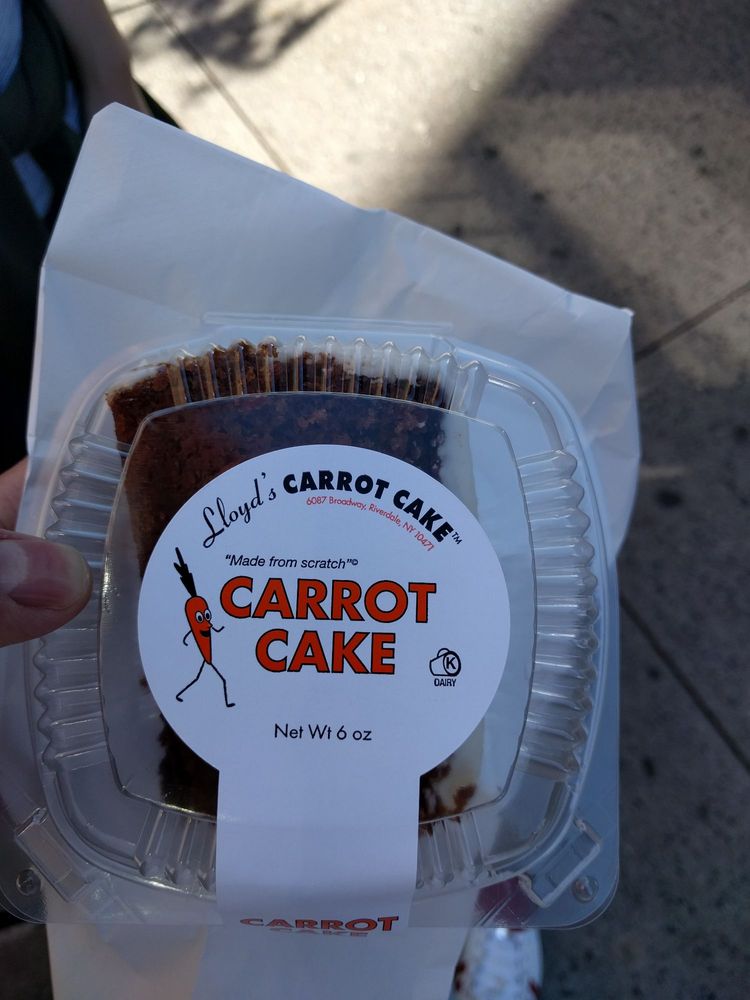 Lloyd's CARROT CAKE™
6087 Broadway, Riverdale, NY 10471
"Made from scratch"©
CARROT
CAKE
K
DAIRY
Net Wt 6 oz
CARROT
CAKE